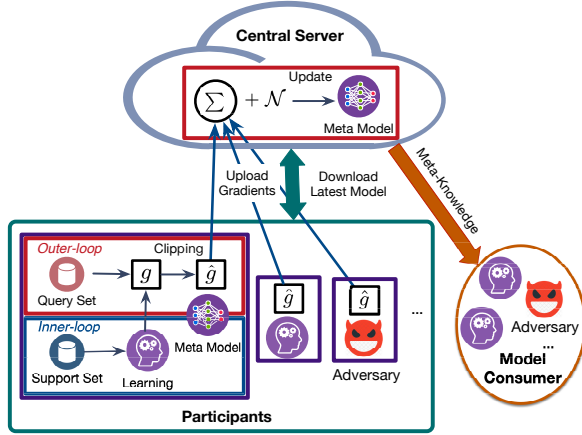 Central Server
Update
∑ + 𝒩
Meta Model
Upload
Gradients
Download
Latest Model
Meta-Knowledge
Outer-loop
Clipping
g
ĝ
Query Set
Inner-loop
Meta Model
Support Set
Learning
ĝ
ĝ
...
Adversary
Participants
Adversary
...
Model
Consumer